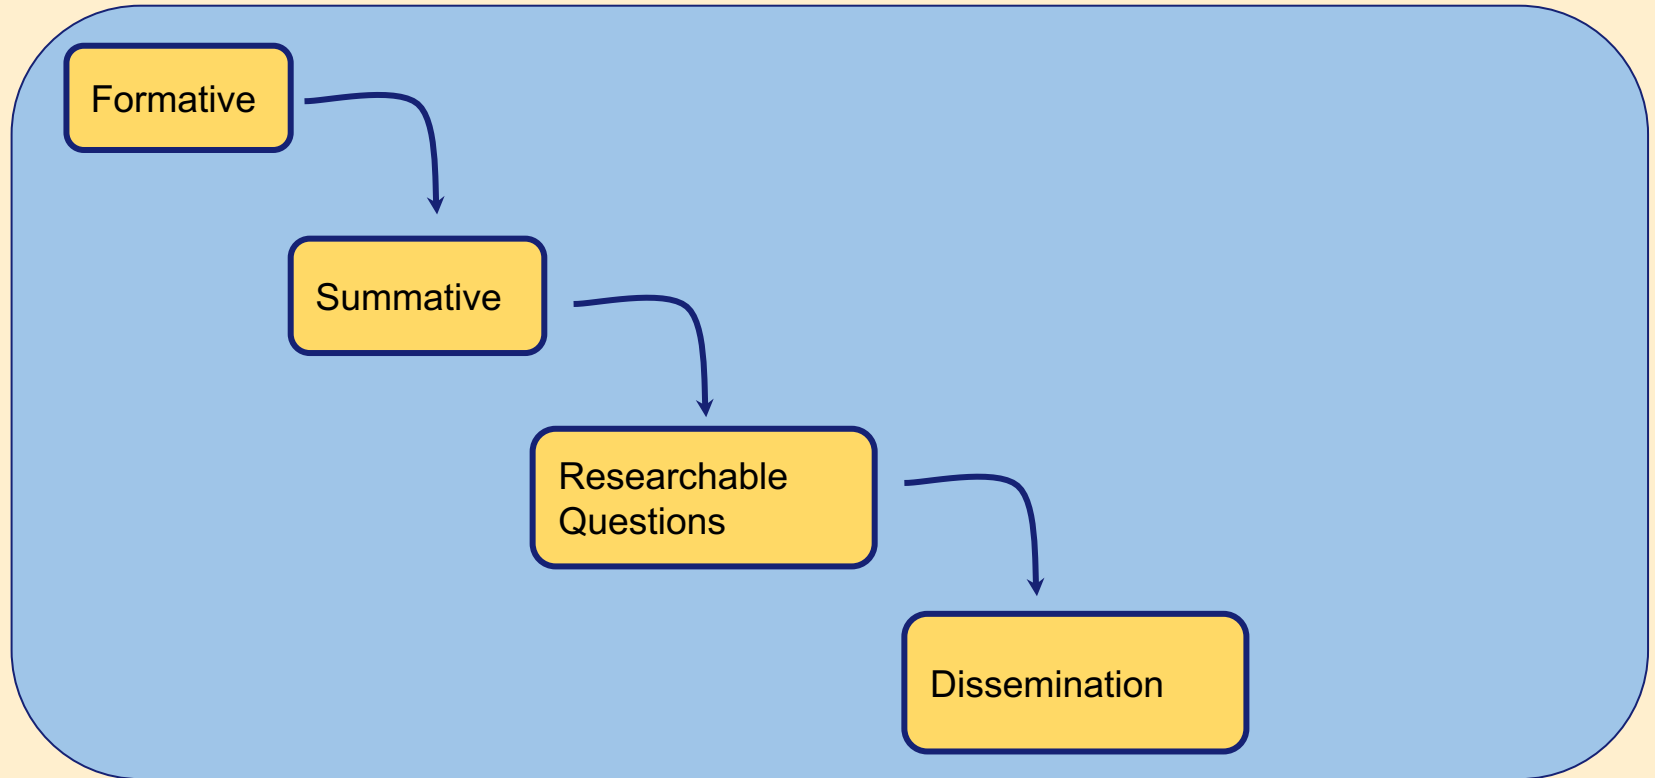 Formative
Summative
Researchable
Questions
Dissemination